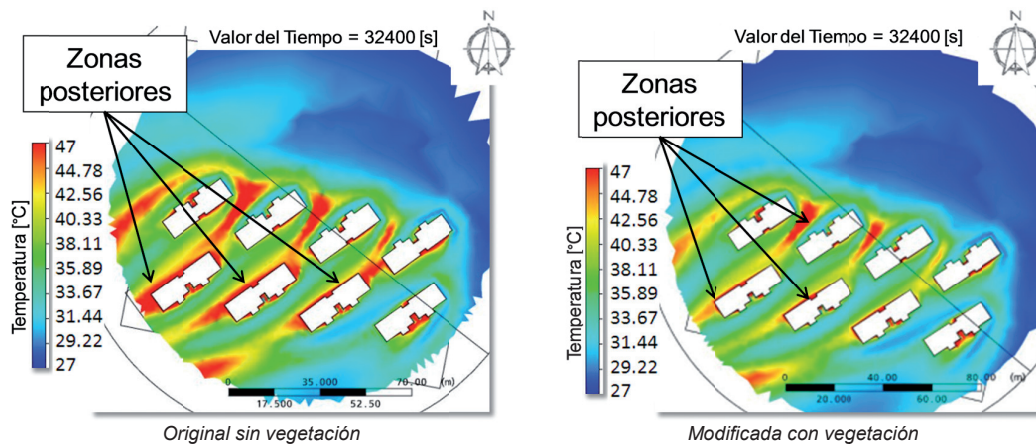 N
Valor del Tiempo = 32400 [s]
Zonas
posteriores
Temperatura [°C]
47
44.78
42.56
40.33
38.11
35.89
33.67
31.44
29.22
27
0 35.000 70.00 (m)
17.500 52.50
Original sin vegetación
N
Valor del Tiempo = 32400 [s]
Zonas
posteriores
Temperatura [°C]
47
44.78
42.56
40.33
38.11
35.89
33.67
31.44
29.22
27
0 40.00 80.00 (m)
20.000 60.00
Modificada con vegetación